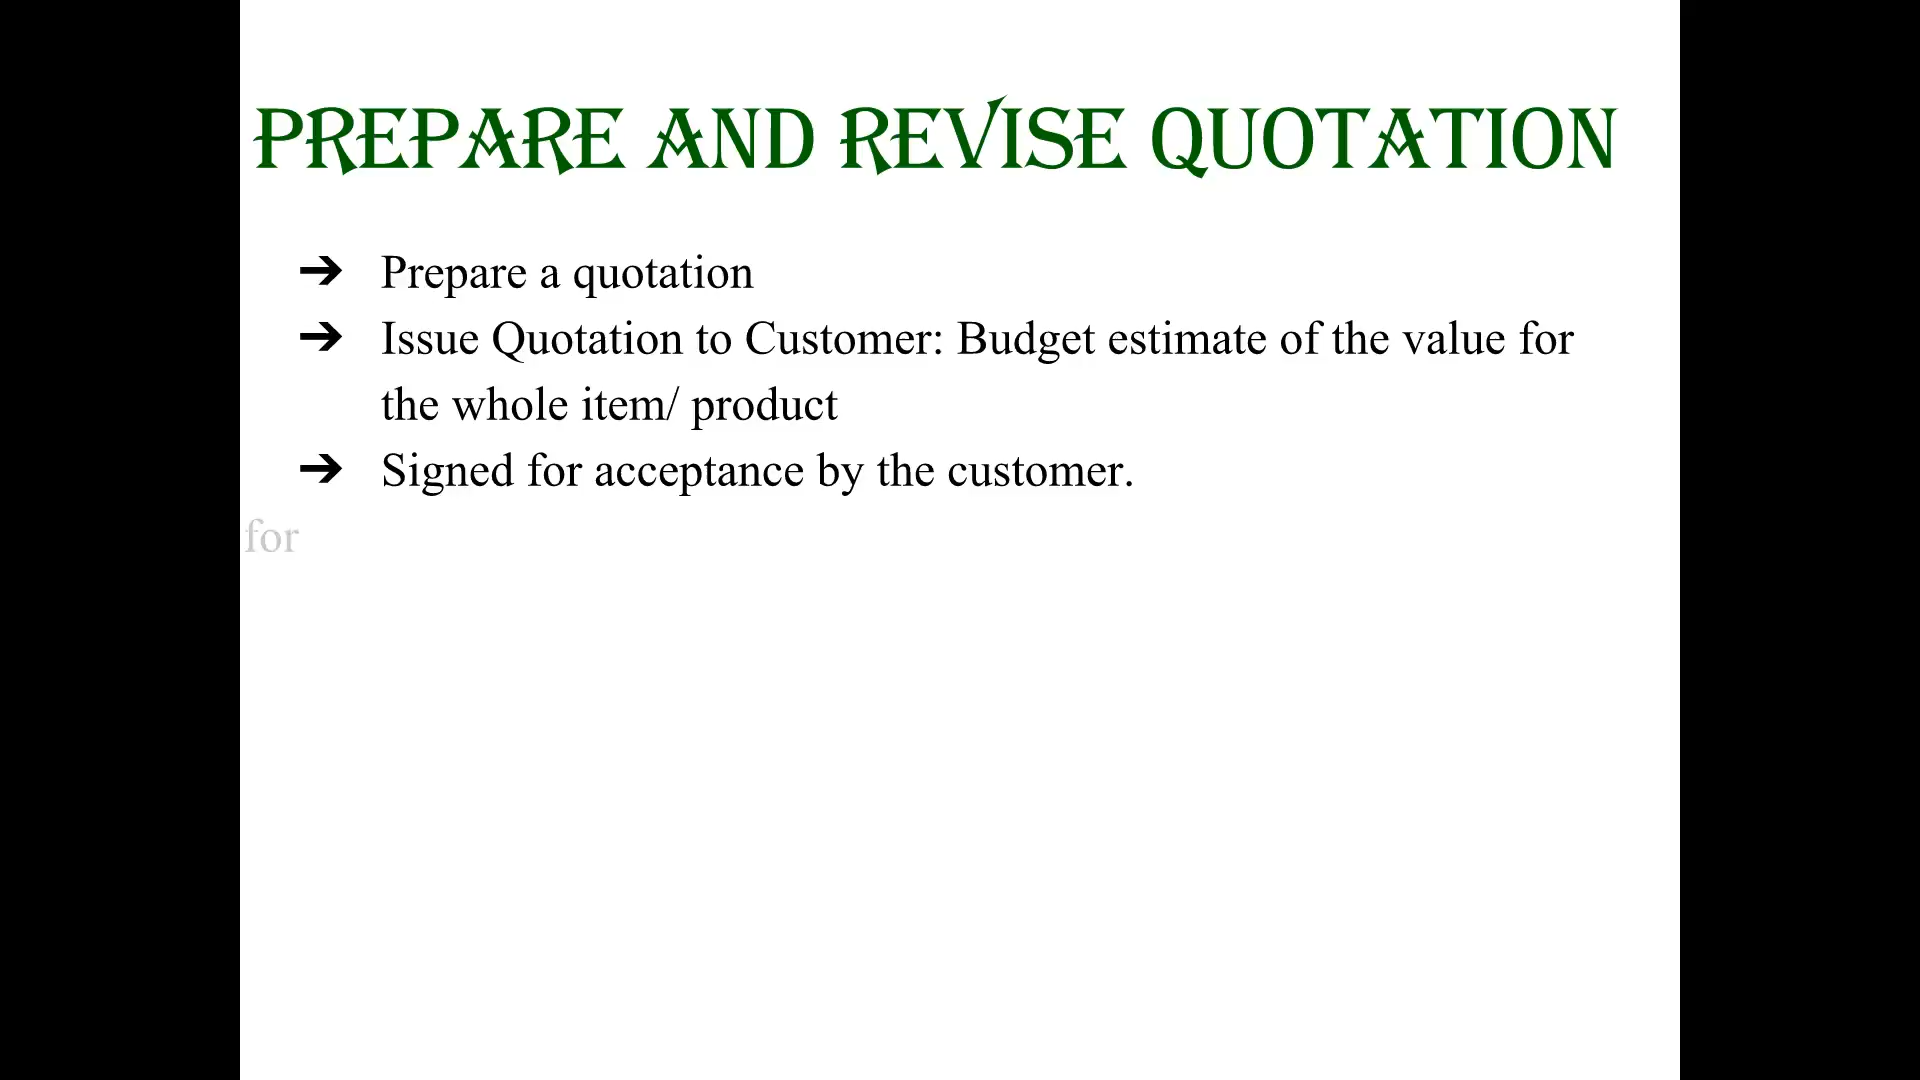 PREPARE AND REVISE QUOTATION
➔ Prepare a quotation
➔ Issue Quotation to Customer: Budget estimate of the value for
the whole item/ product
➔ Signed for acceptance by the customer.
for